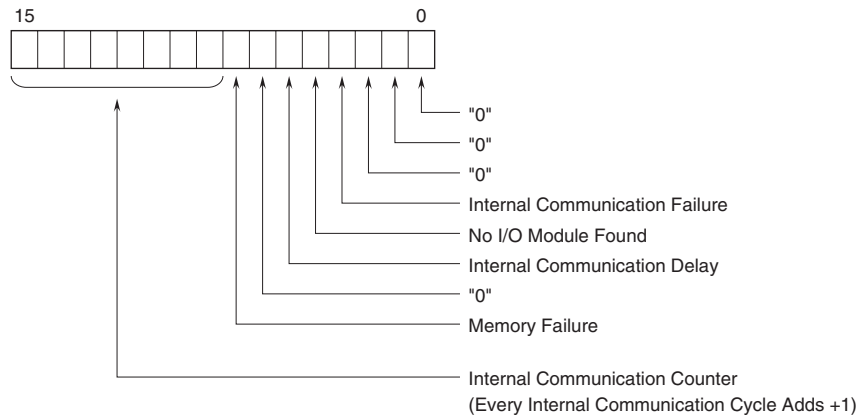 15 0
"0"
"0"
"0"
Internal Communication Failure
No I/O Module Found
Internal Communication Delay
"0"
Memory Failure
Internal Communication Counter
(Every Internal Communication Cycle Adds +1)